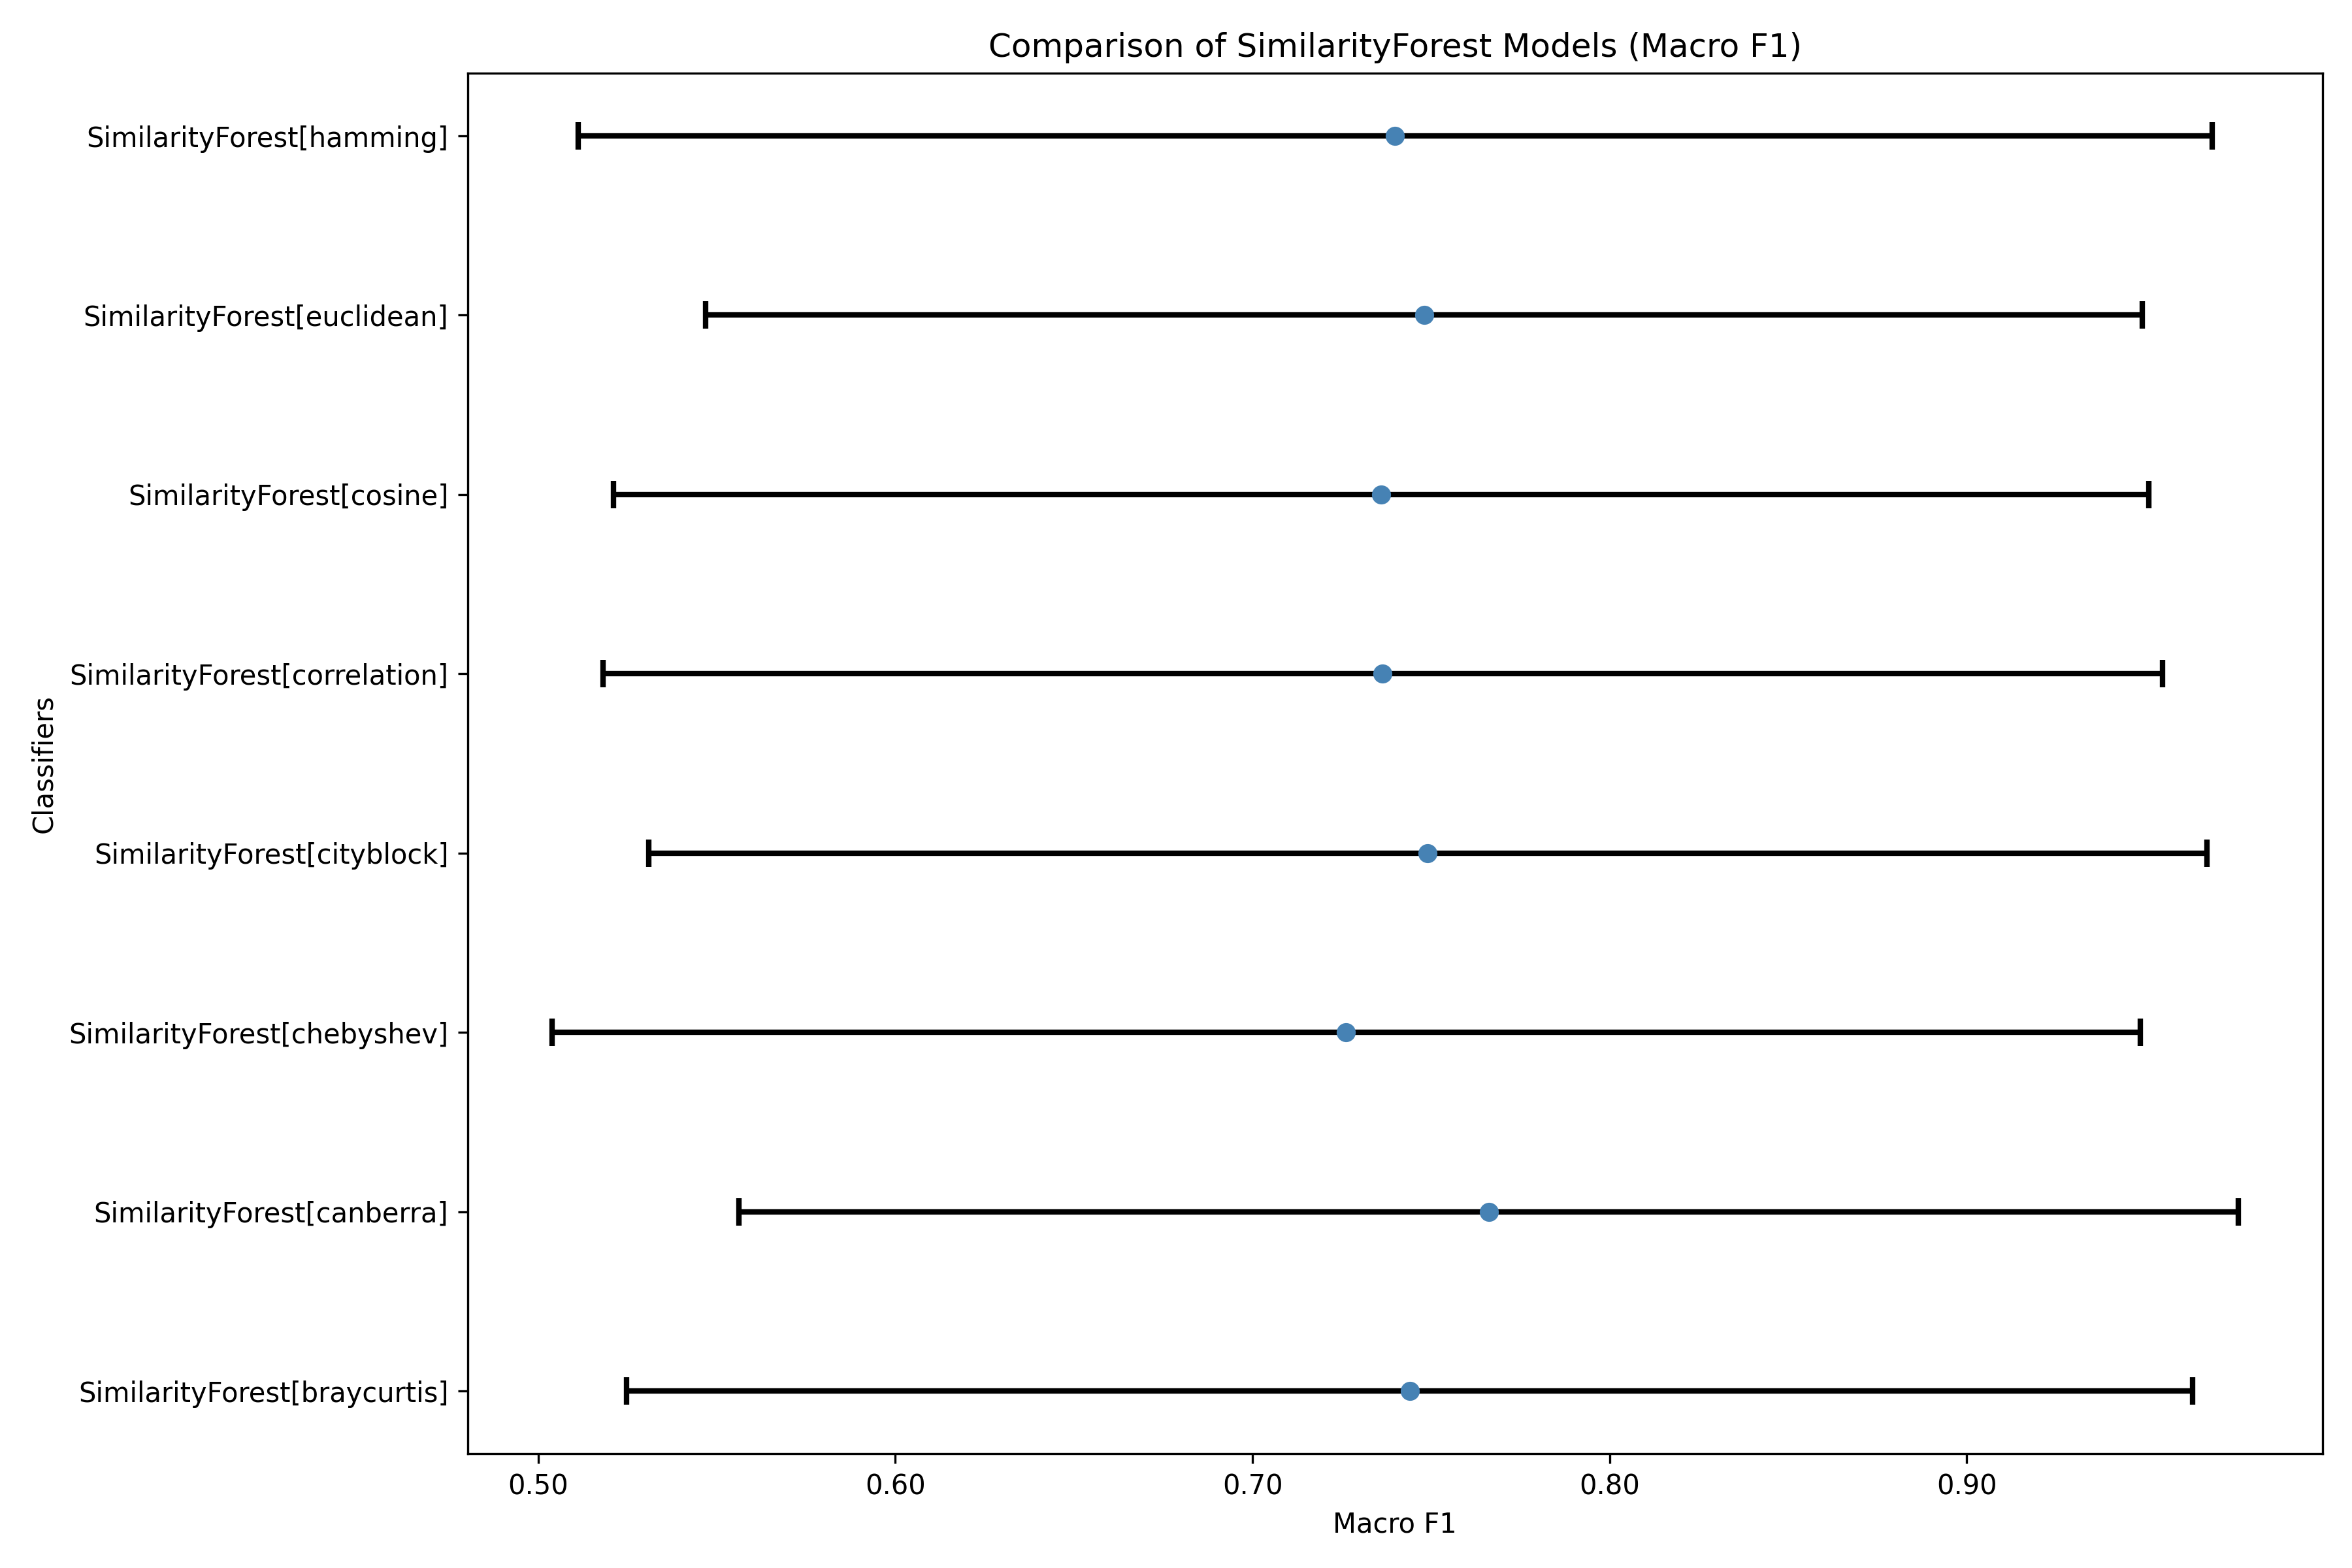 Comparison of SimilarityForest Models (Macro F1)
SimilarityForest[hamming]
SimilarityForest[euclidean]
SimilarityForest[cosine]
SimilarityForest[correlation]
SimilarityForest[cityblock]
SimilarityForest[chebyshev]
SimilarityForest[canberra]
SimilarityForest[braycurtis]
Classifiers
0.50 0.60 0.70 0.80 0.90
Macro F1